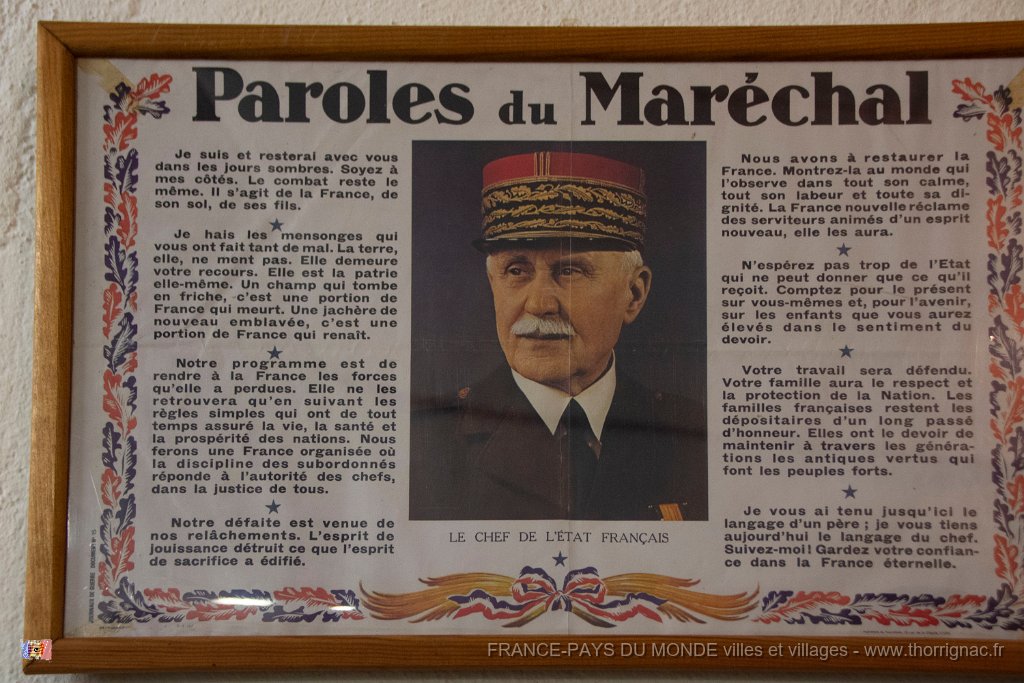 Paroles du Maréchal
Je suis et resterai avec vous
dans les jours sombres. Soyez à
mes côtés. Le combat reste le
même. Il s'agit de la France, de
son sol, de ses fils.
Je hais les mensonges qui
vous ont fait tant de mal. La terre,
elle, ne ment pas. Elle demeure
votre recours. Elle est la patrie
elle-même. Un champ qui tombe
en friche, c'est une portion de
France qui meurt. Une jachère de
nouveau emblavée, c'est une
portion de France qui renaît.
Notre programme est de
rendre à la France les forces
qu'elle a perdues. Elle ne les
retrouvera qu'en suivant les
règles simples qui ont de tout
temps assuré la vie, la santé et
la prospérité des nations. Nous
ferons une France organisée où
la discipline des subordonnés
réponde à l'autorité des chefs,
dans la justice de tous.
Notre défaite est venue de
nos relâchements. L'esprit de
jouissance détruit ce que l'esprit
de sacrifice a édifié.
LE CHEF DE L'ÉTAT FRANÇAIS
Nous avons à restaurer la
France. Montrez-la au monde qui
l'observe dans tout son calme,
tout son labeur et toute sa di-
gnité. La France nouvelle réclame
des serviteurs animés d'un esprit
nouveau, elle les aura.
N'espérez pas trop de l'Etat
qui ne peut donner que ce qu'il
reçoit. Comptez pour le présent
sur vous-mêmes et, pour l'avenir,
sur les enfants que vous aurez
élevés dans le sentiment du
devoir.
Votre travail sera défendu.
Votre famille aura le respect et
la protection de la Nation. Les
familles françaises restent les
dépositaires d'un long passé
d'honneur. Elles ont le devoir de
maintenir à travers les généra-
tions les antiques vertus qui
font les peuples forts.
Je vous ai tenu jusqu'ici le
langage d'un père ; je vous tiens
aujourd'hui le langage du chef.
Suivez-moi ! Gardez votre confian-
ce dans la France éternelle.
JOURNAUX DE GUERRE DOCUMENT N° 15
FRANCE-PAYS DU MONDE villes et villages - www.thorrignac.fr